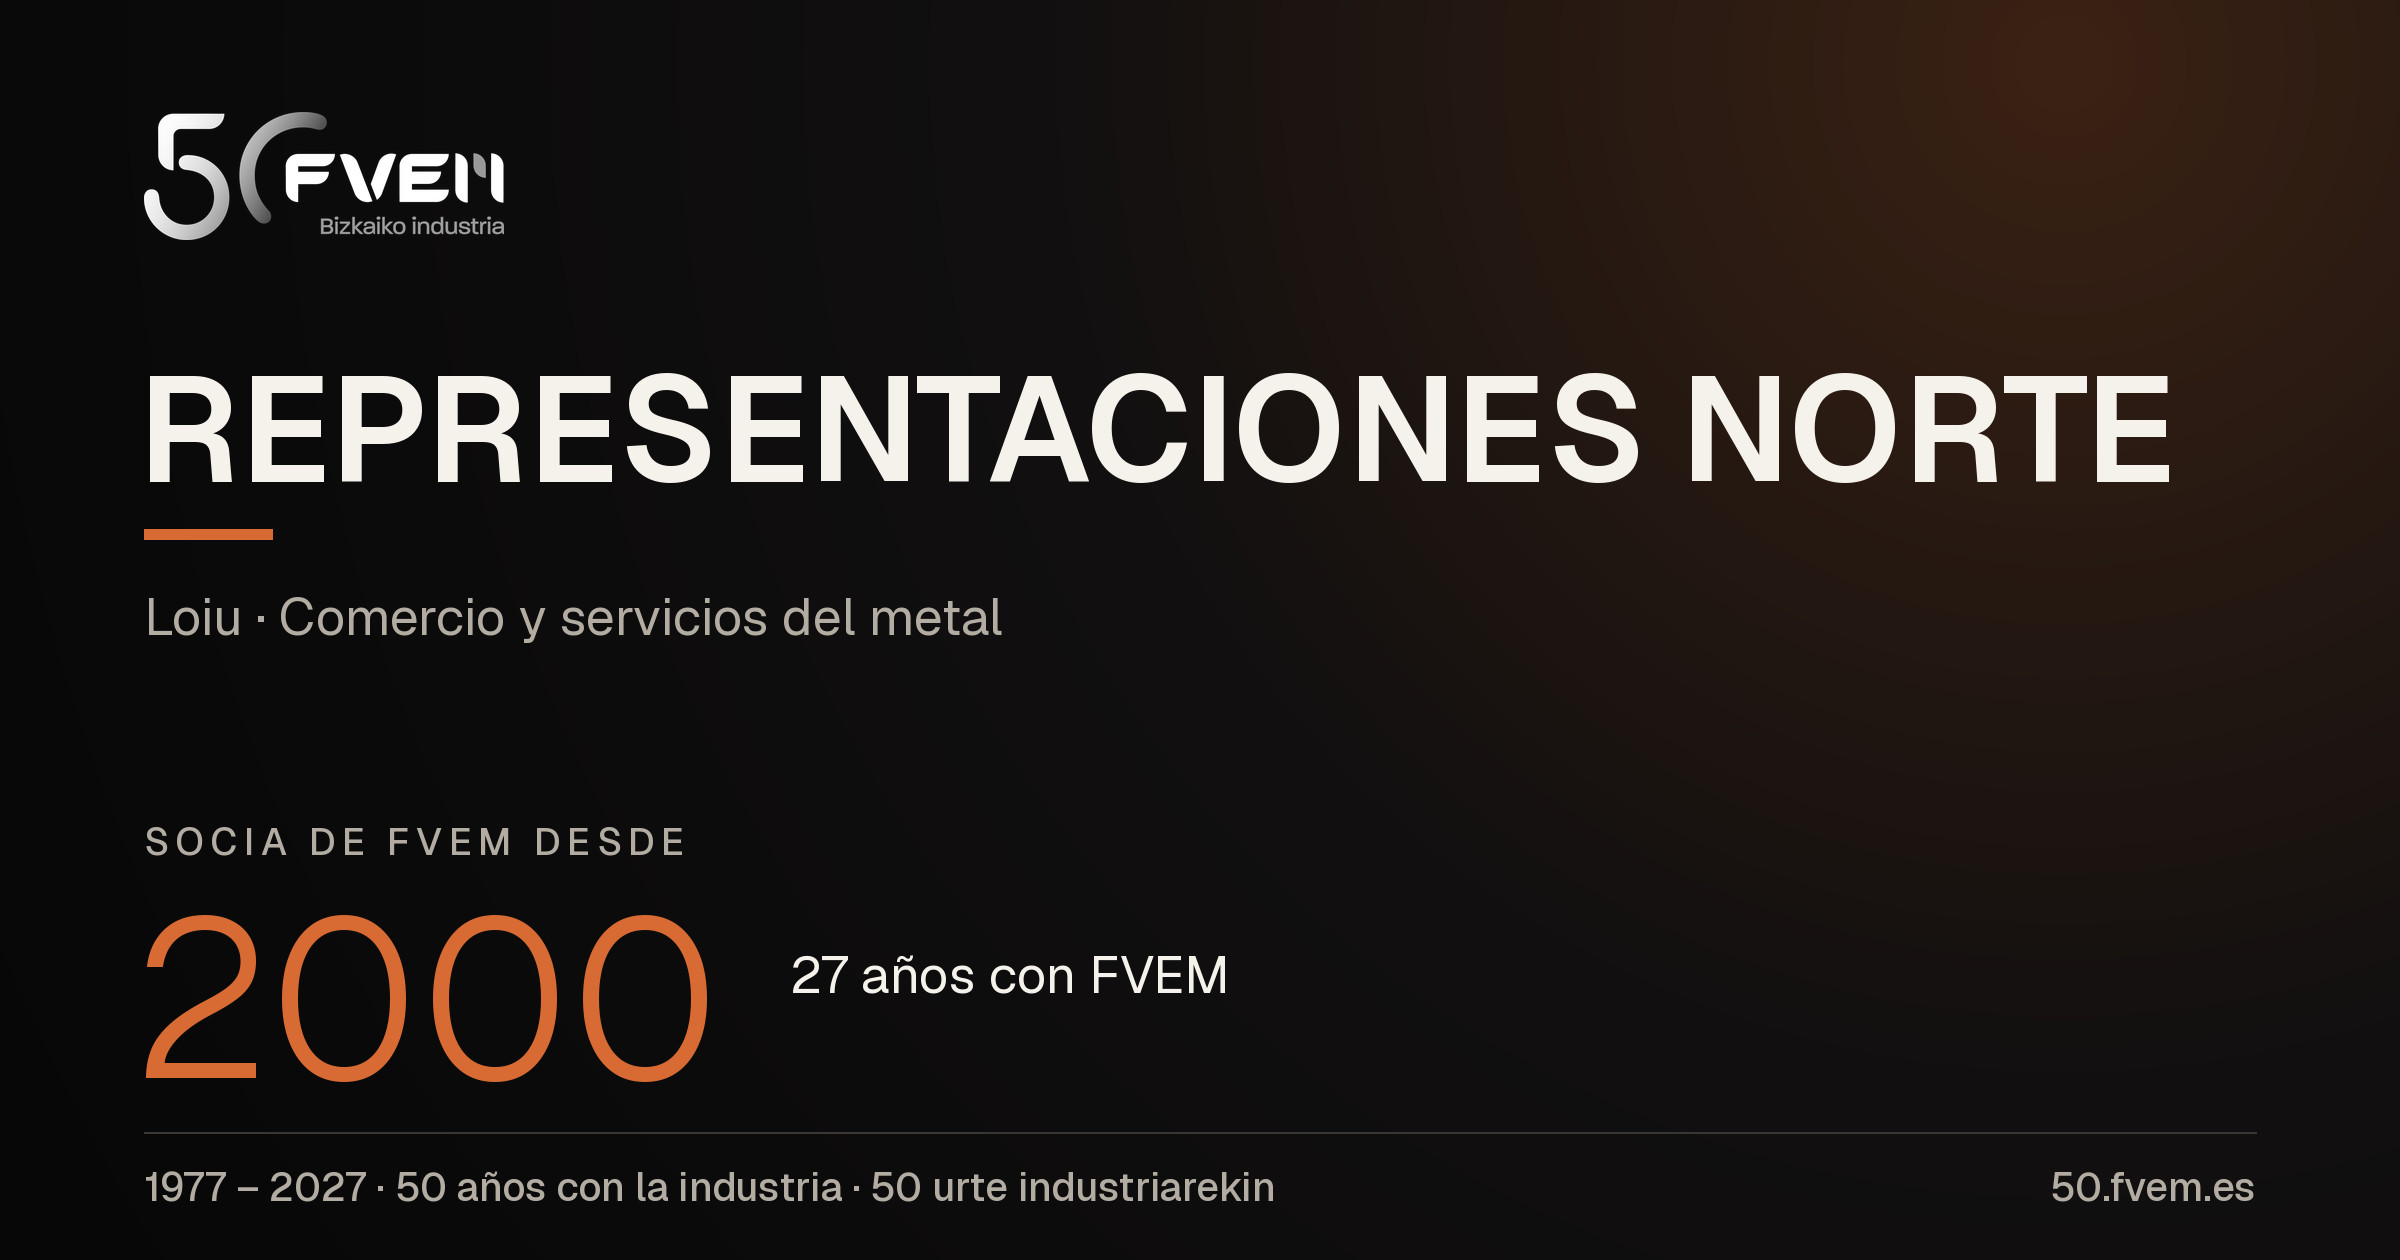 50 FVEM
Bizkaiko industria
REPRESENTACIONES NORTE
Loiu · Comercio y servicios del metal
SOCIA DE FVEM DESDE
2000
27 años con FVEM
1977 – 2027 · 50 años con la industria · 50 urte industriarekin
50.fvem.es